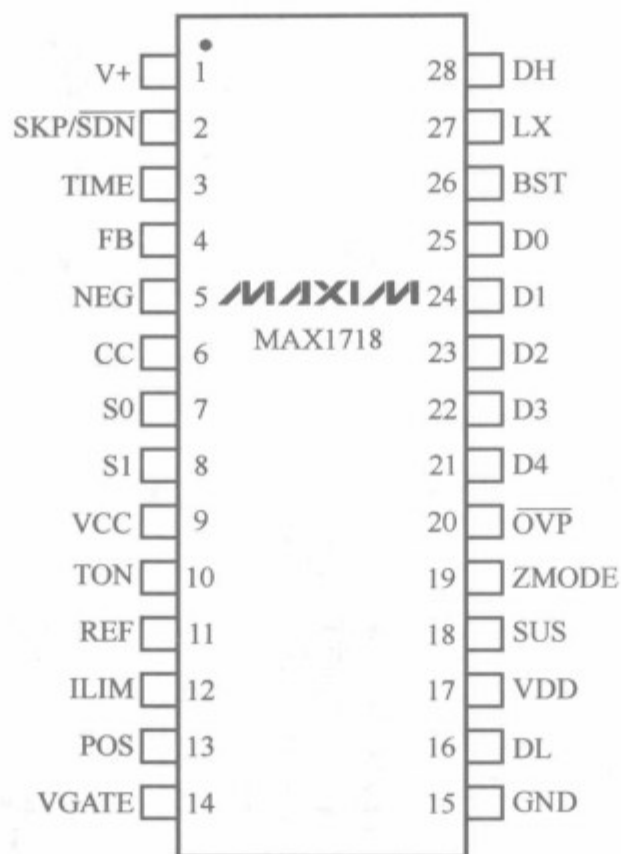 V+ 1 28 DH
SKP/S̅D̅N̅ 2 27 LX
TIME 3 26 BST
FB 4 25 D0
NEG 5 MAXIM 24 D1
CC 6 MAX1718 23 D2
S0 7 22 D3
S1 8 21 D4
VCC 9 20 O̅V̅P̅
TON 10 19 ZMODE
REF 11 18 SUS
ILIM 12 17 VDD
POS 13 16 DL
VGATE 14 15 GND